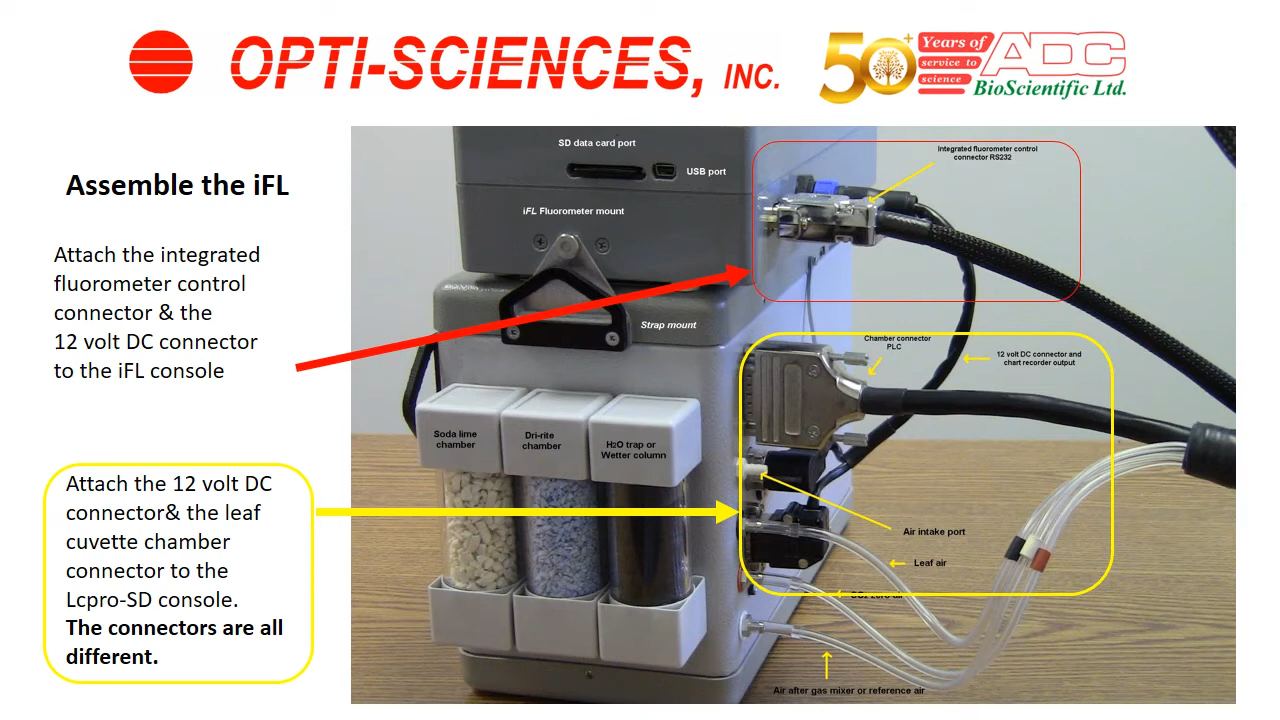 OPTI-SCIENCES, INC.
50+
Years of
service to
science
ADC
BioScientific Ltd.
Assemble the iFL
Attach the integrated
fluorometer control
connector & the
12 volt DC connector
to the iFL console
Attach the 12 volt DC
connector& the leaf
cuvette chamber
connector to the
Lcpro-SD console.
The connectors are all
different.
SD data card port
USB port
iFL Fluorometer mount
Strap mount
Integrated fluorometer control
connector RS232
Chamber connector
PLC
12 volt DC connector and
chart recorder output
Soda lime
chamber
Dri-rite
chamber
H2O trap or
Wetter column
Air intake port
Leaf air
CO2 zero air
Air after gas mixer or reference air